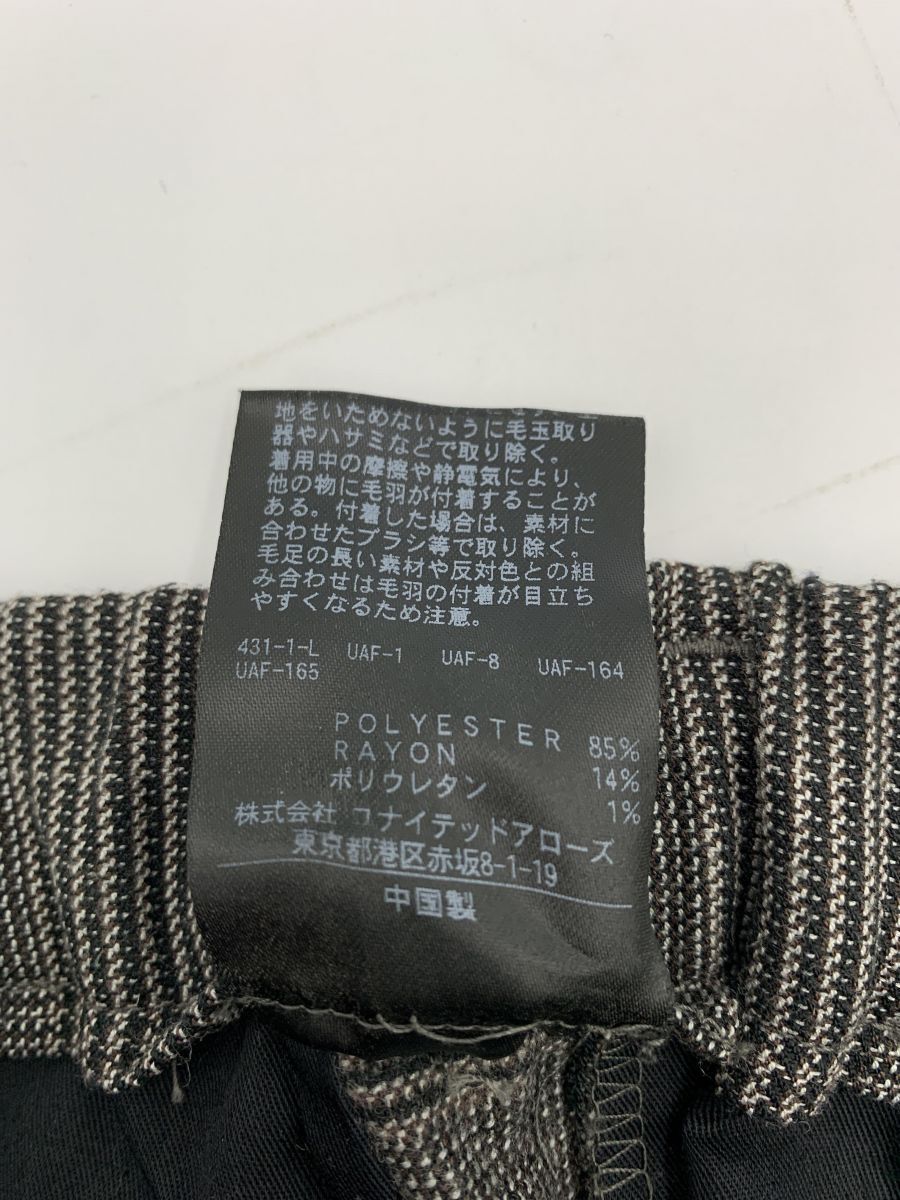 地をいためないように毛玉取り
器やハサミなどで取り除く。
着用中の摩擦や静電気により、
他の物に毛羽が付着することが
ある。付着した場合は、素材に
合わせたブラシ等で取り除く。
毛足の長い素材や反対色との組
み合わせは毛羽の付着が目立ち
やすくなるため注意。
431-1-L UAF-1 UAF-8 UAF-164
UAF-165
POLYESTER 85%
RAYON 14%
ポリウレタン 1%
株式会社 ユナイテッドアローズ
東京都港区赤坂8-1-19
中国製